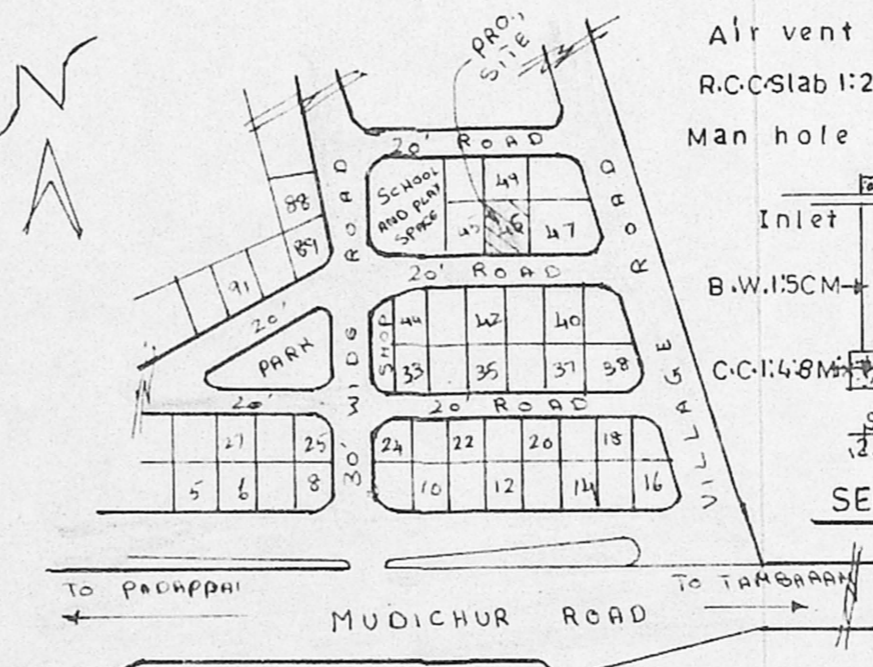 N
PRO.,
SITE
Air vent
R.C.C.Slab 1:2
Man hole
20' ROAD
SCHOOL
AND PLAY
SPACE
49
45 46 47
88
89
91
Inlet
B.W.1:5CM
C.C.1:4:8M
20' ROAD
20'
PARK
20'
SHOP
44 42 40
33 35 37 38
20' ROAD
30' WIDE ROAD
VILLAGE ROAD
27 25
5 6 8
24 22 20 18
10 12 14 16
SE
TO PADAPPAI
TO TAMBARAM
MUDICHUR ROAD